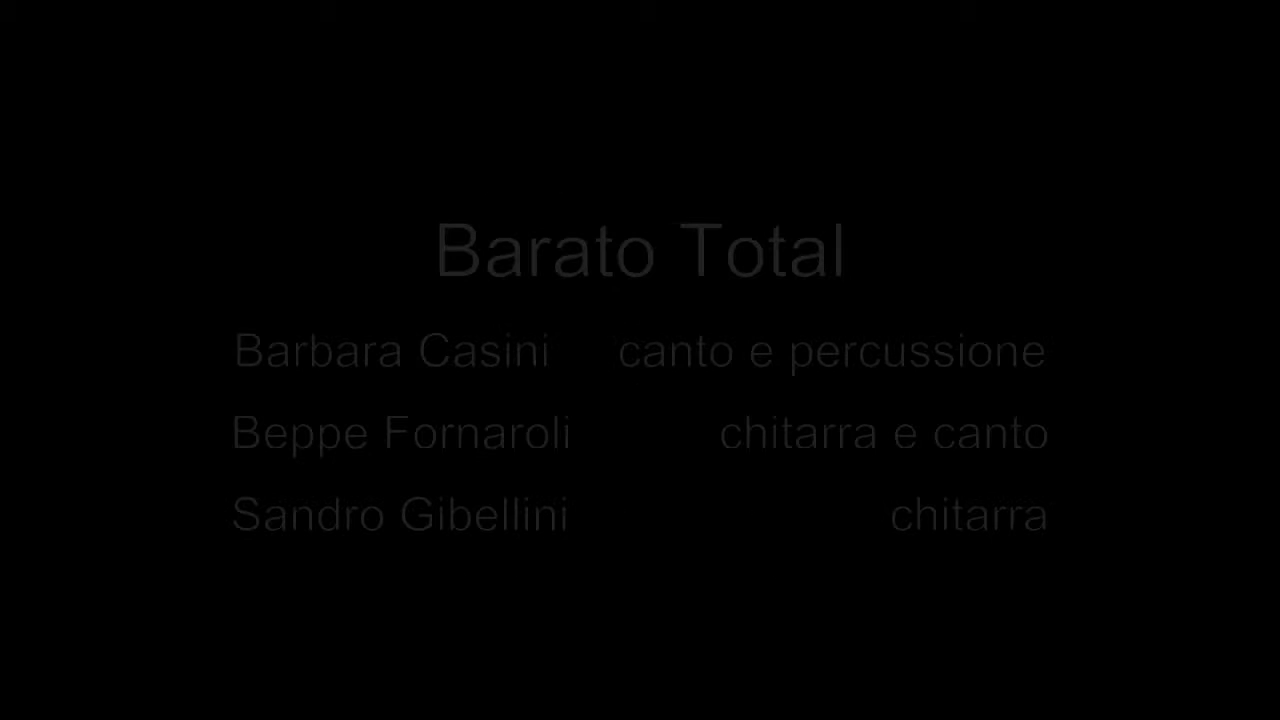 Barato Total
Barbara Casini canto e percussione
Beppe Fornaroli chitarra e canto
Sandro Gibellini chitarra